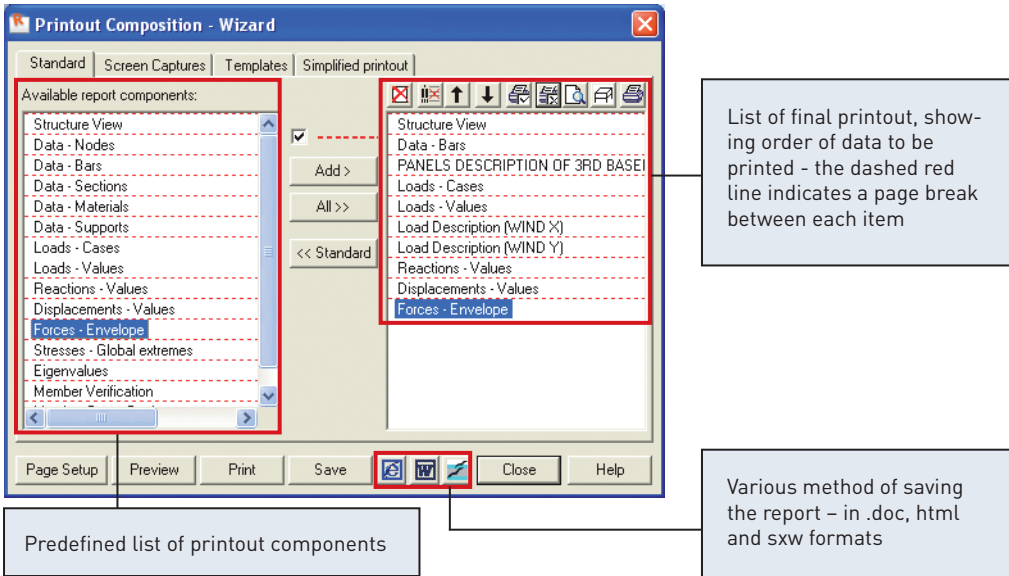 Printout Composition - Wizard
Standard
Screen Captures
Templates
Simplified printout
Available report components:
Structure View
Data - Nodes
Data - Bars
Data - Sections
Data - Materials
Data - Supports
Loads - Cases
Loads - Values
Reactions - Values
Displacements - Values
Forces - Envelope
Stresses - Global extremes
Eigenvalues
Member Verification
Add >
All >>
<< Standard
Structure View
Data - Bars
PANELS DESCRIPTION OF 3RD BASE
Loads - Cases
Loads - Values
Load Description (WIND X)
Load Description (WIND Y)
Reactions - Values
Displacements - Values
Forces - Envelope
Page Setup
Preview
Print
Save
Close
Help
List of final printout, show-
ing order of data to be
printed - the dashed red
line indicates a page break
between each item
Various method of saving
the report – in .doc, html
and sxw formats
Predefined list of printout components